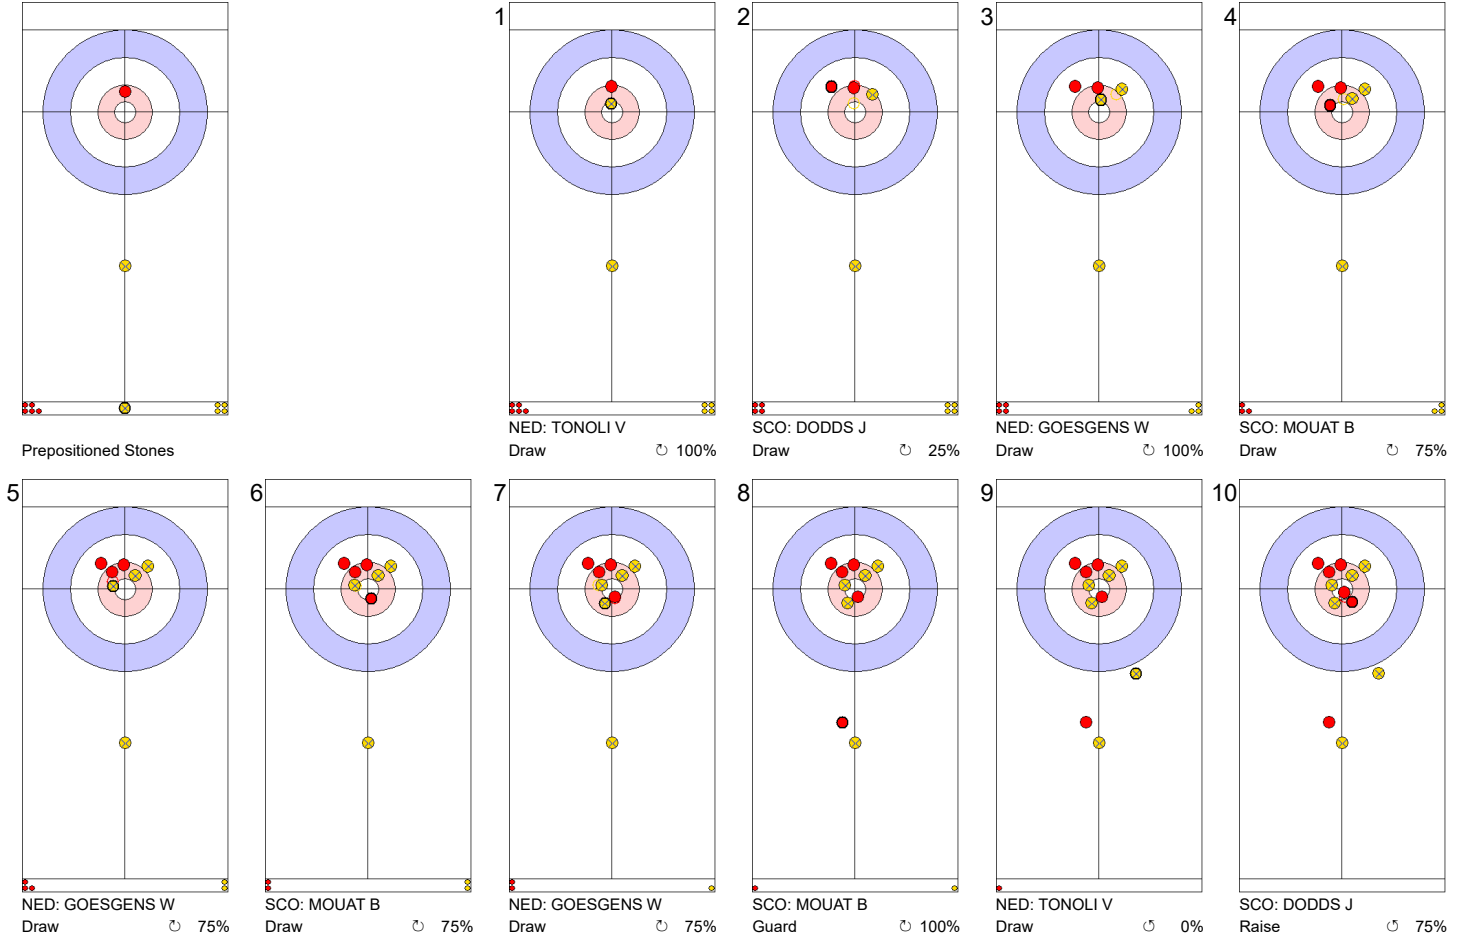 1
2
3
4
NED: TONOLI V
SCO: DODDS J
NED: GOESGENS W
SCO: MOUAT B
Prepositioned Stones
Draw ↻ 100%
Draw ↻ 25%
Draw ↻ 100%
Draw ↻ 75%
5
6
7
8
9
10
NED: GOESGENS W
SCO: MOUAT B
NED: GOESGENS W
SCO: MOUAT B
NED: TONOLI V
SCO: DODDS J
Draw ↻ 75%
Draw ↻ 75%
Draw ↻ 75%
Guard ↻ 100%
Draw ↺ 0%
Raise ↺ 75%